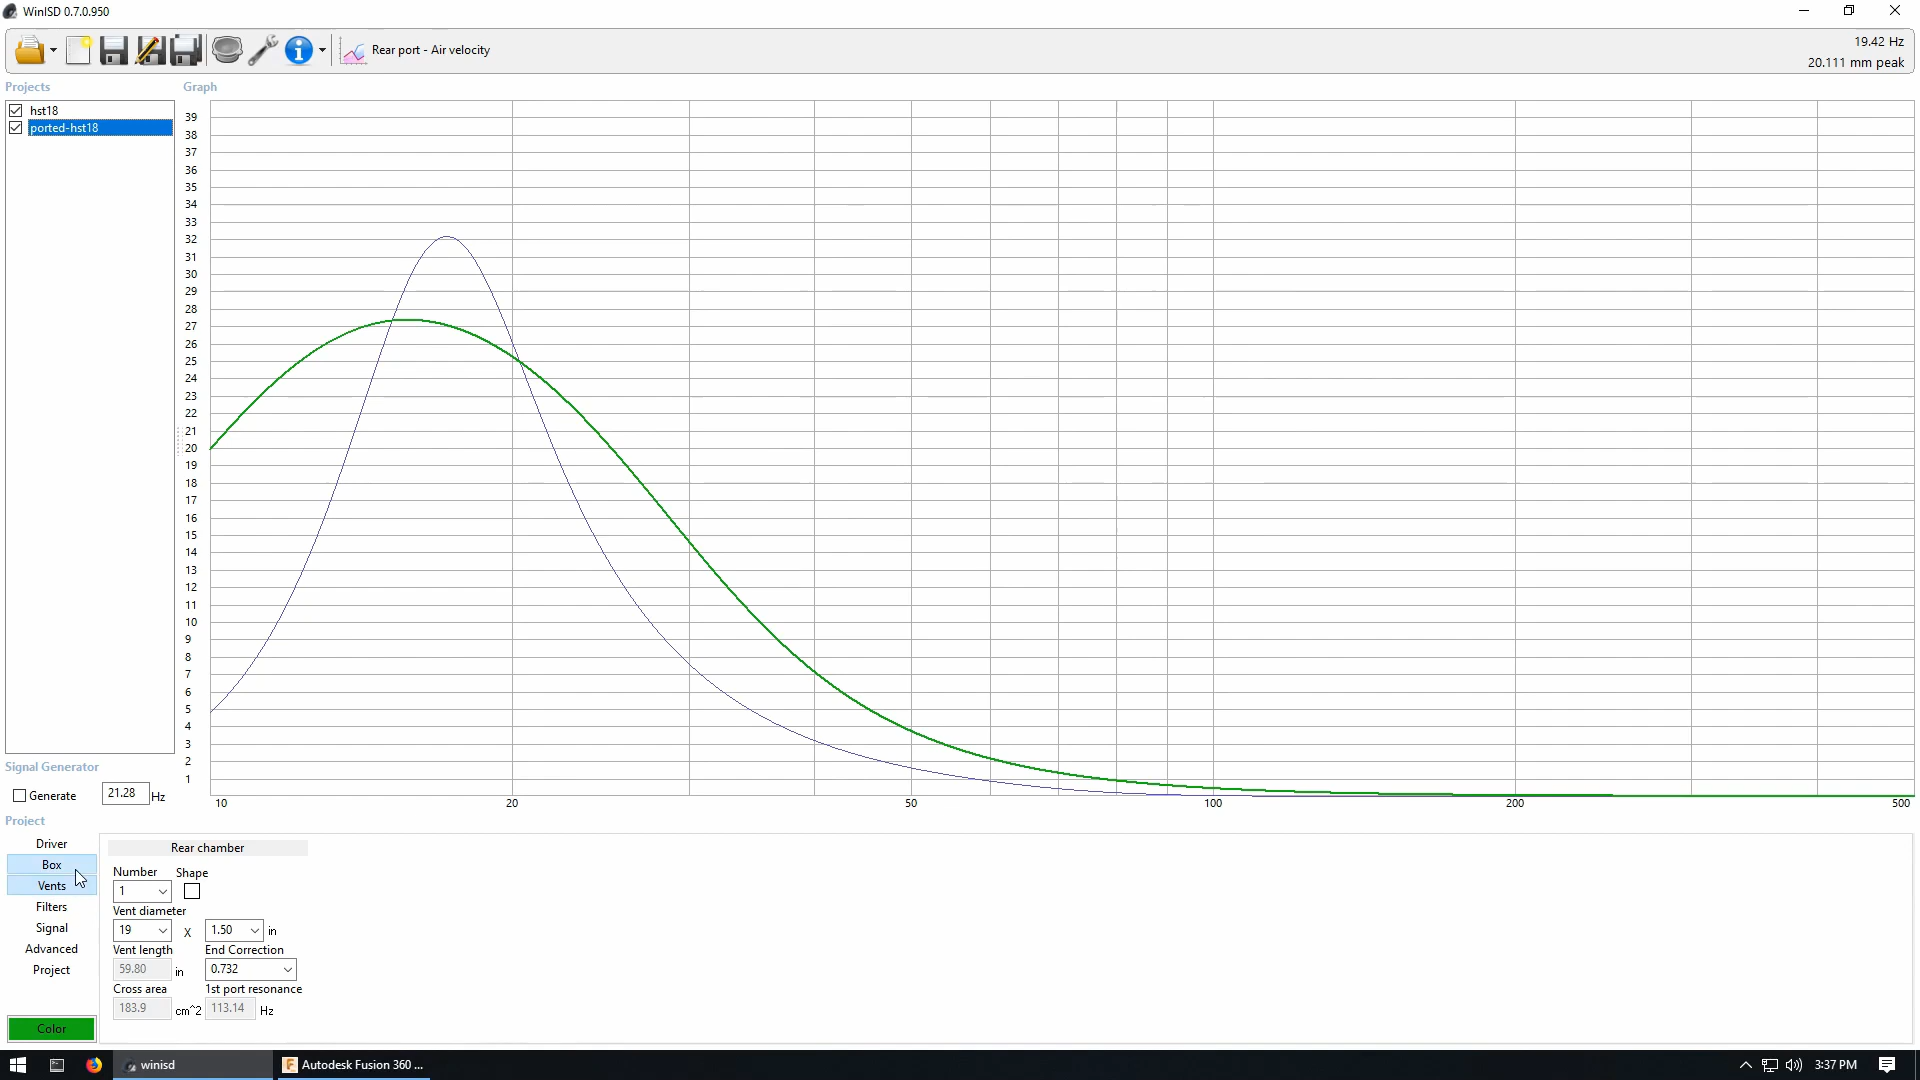 WinISD 0.7.0.950
Rear port - Air velocity
19.42 Hz
20.111 mm peak
Projects
Graph
hst18
ported-hst18
39
38
37
36
35
34
33
32
31
30
29
28
27
26
25
24
23
22
21
20
19
18
17
16
15
14
13
12
11
10
9
8
7
6
5
4
3
2
1
10 20 50 100 200 500
Signal Generator
Generate 21.28 Hz
Project
Driver
Box
Vents
Filters
Signal
Advanced
Project
Color
Rear chamber
Number Shape
1
Vent diameter
19 X 1.50 in
Vent length End Correction
59.80 in 0.732
Cross area 1st port resonance
183.9 cm^2 113.14 Hz
winisd
Autodesk Fusion 360 ...
3:37 PM